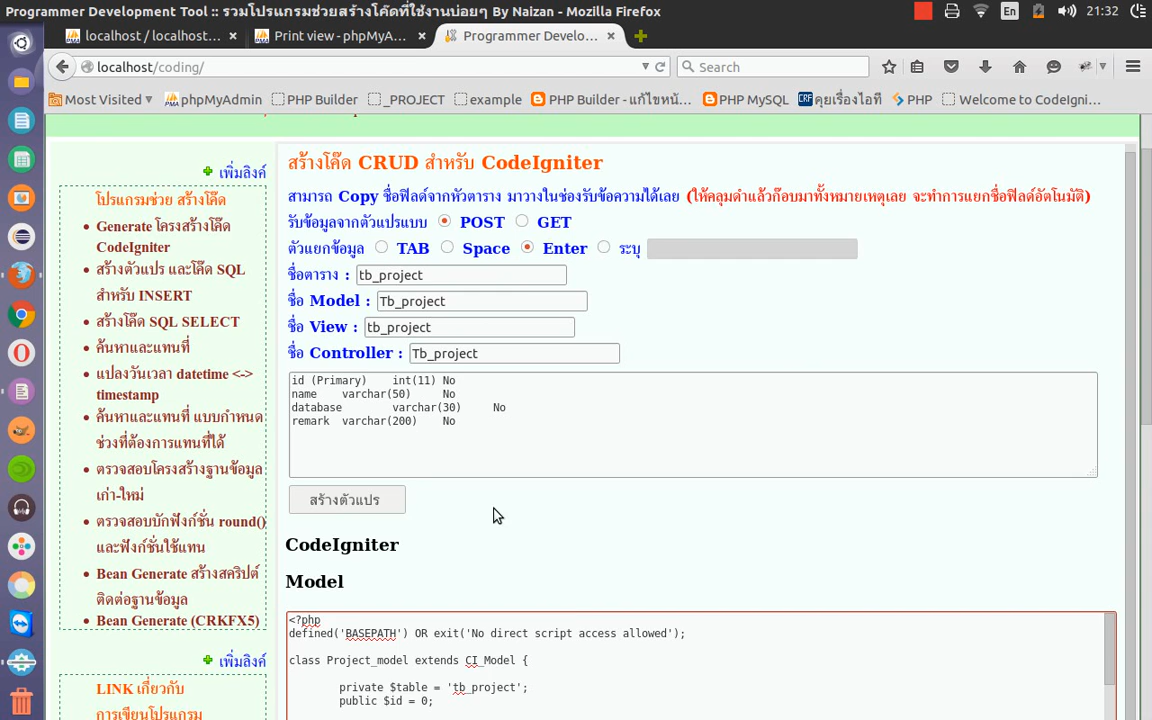 Programmer Development Tool :: รวมโปรแกรมช่วยสร้างโค๊ดที่ใช้งานบ่อยๆ By Naizan - Mozilla Firefox
En
21:32
localhost / localhost...
Print view - phpMyA...
Programmer Develo...
localhost/coding/
Search
Most Visited
phpMyAdmin
PHP Builder
_PROJECT
example
PHP Builder - แก้ไขหน้...
PHP MySQL
คุยเรื่องไอที
PHP
Welcome to CodeIgni...
เพิ่มลิงค์
โปรแกรมช่วย สร้างโค๊ด
Generate โครงสร้างโค๊ด
CodeIgniter
สร้างตัวแปร และโค๊ด SQL
สำหรับ INSERT
สร้างโค๊ด SQL SELECT
ค้นหาและแทนที่
แปลงวันเวลา datetime <->
timestamp
ค้นหาและแทนที่ แบบกำหนด
ช่วงที่ต้องการแทนที่ได้
ตรวจสอบโครงสร้างฐานข้อมูล
เก่า-ใหม่
ตรวจสอบบักฟังก์ชั่น round()
และฟังก์ชั่นใช้แทน
Bean Generate สร้างสคริปต์
ติดต่อฐานข้อมูล
Bean Generate (CRKFX5)
เพิ่มลิงค์
LINK เกี่ยวกับ
การเขียนโปรแกรม
สร้างโค๊ด CRUD สำหรับ CodeIgniter
สามารถ Copy ชื่อฟิลด์จากหัวตาราง มาวางในช่องรับข้อความได้เลย (ให้คลุมดำแล้วก๊อบมาทั้งหมายเหตุเลย จะทำการแยกชื่อฟิลด์อัตโนมัติ)
รับข้อมูลจากตัวแปรแบบ POST GET
ตัวแยกข้อมูล TAB Space Enter ระบุ
ชื่อตาราง : tb_project
ชื่อ Model : Tb_project
ชื่อ View : tb_project
ชื่อ Controller : Tb_project
id (Primary) int(11) No
name varchar(50) No
database varchar(30) No
remark varchar(200) No
สร้างตัวแปร
CodeIgniter
Model
<?php
defined('BASEPATH') OR exit('No direct script access allowed');
class Project_model extends CI_Model {
private $table = 'tb_project';
public $id = 0;